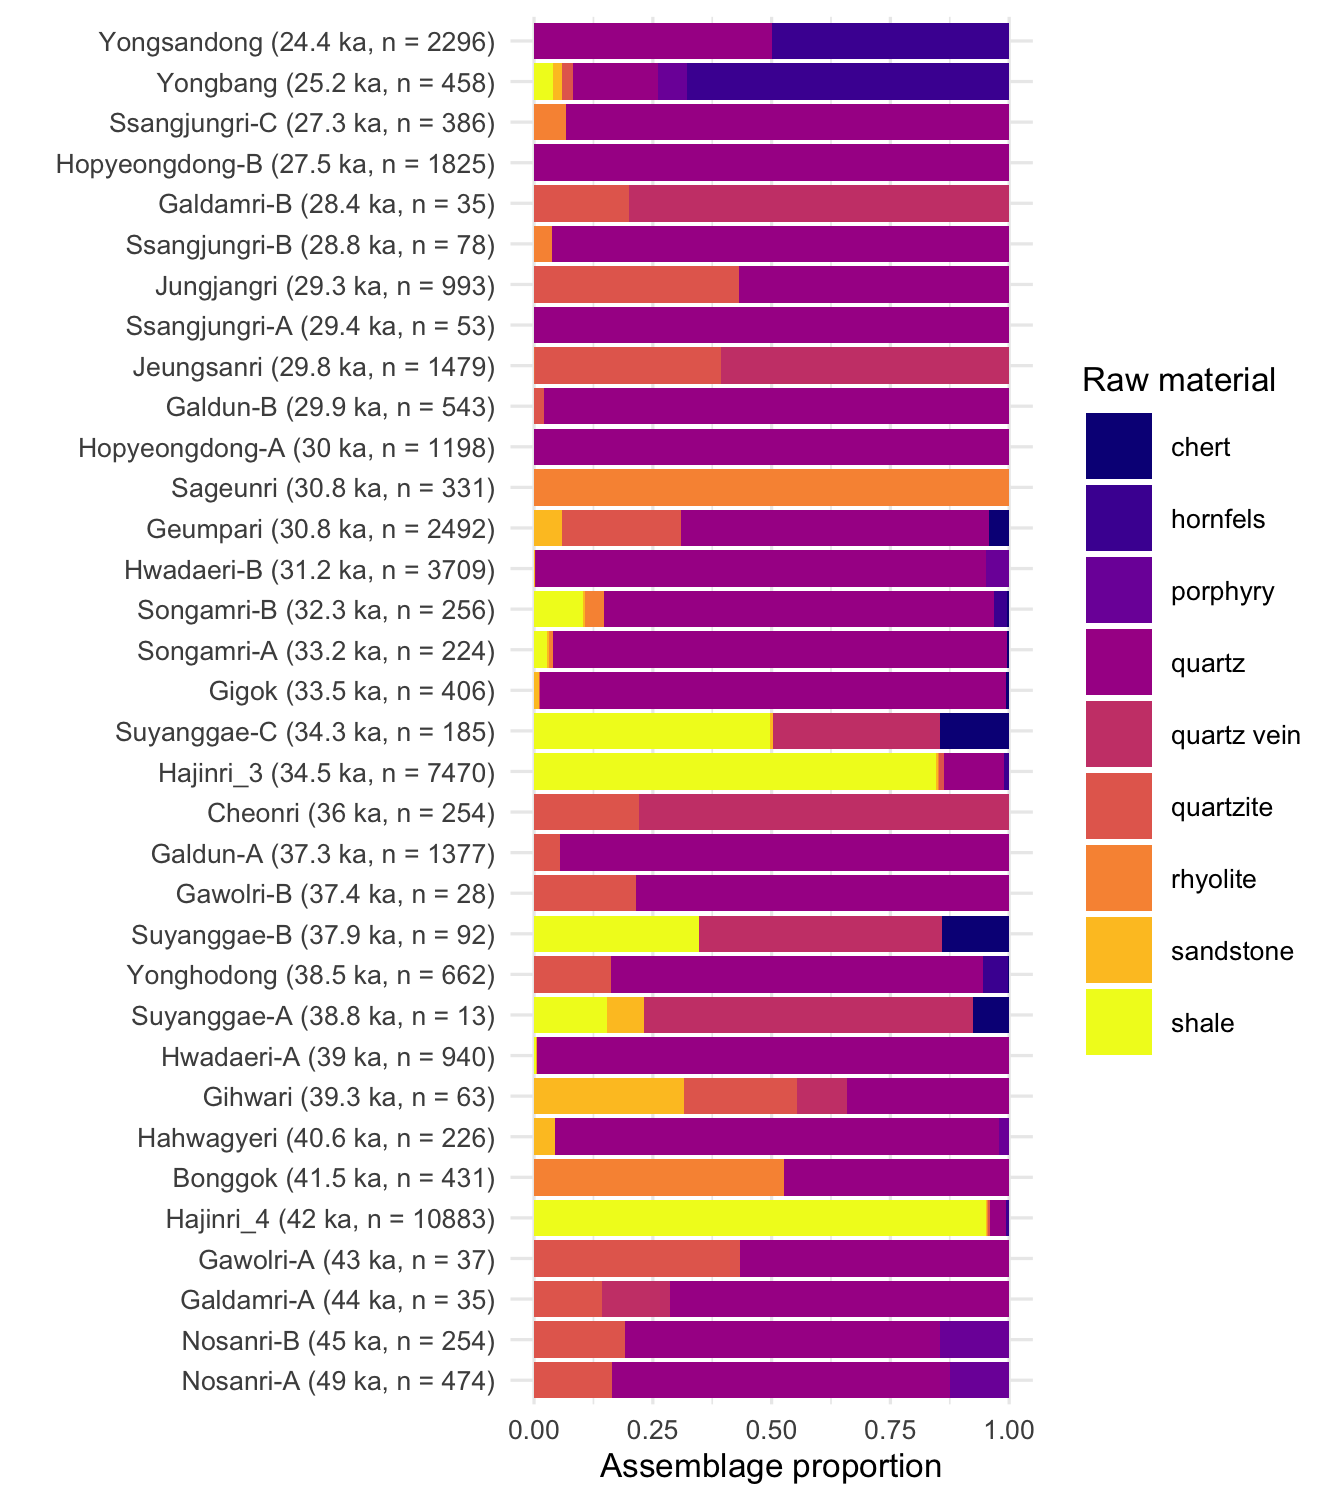 Yongsandong (24.4 ka, n = 2296)
Yongbang (25.2 ka, n = 458)
Ssangjungri-C (27.3 ka, n = 386)
Hopyeongdong-B (27.5 ka, n = 1825)
Galdamri-B (28.4 ka, n = 35)
Ssangjungri-B (28.8 ka, n = 78)
Jungjangri (29.3 ka, n = 993)
Ssangjungri-A (29.4 ka, n = 53)
Jeungsanri (29.8 ka, n = 1479)
Galdun-B (29.9 ka, n = 543)
Hopyeongdong-A (30 ka, n = 1198)
Sageunri (30.8 ka, n = 331)
Geumpari (30.8 ka, n = 2492)
Hwadaeri-B (31.2 ka, n = 3709)
Songamri-B (32.3 ka, n = 256)
Songamri-A (33.2 ka, n = 224)
Gigok (33.5 ka, n = 406)
Suyanggae-C (34.3 ka, n = 185)
Hajinri_3 (34.5 ka, n = 7470)
Cheonri (36 ka, n = 254)
Galdun-A (37.3 ka, n = 1377)
Gawolri-B (37.4 ka, n = 28)
Suyanggae-B (37.9 ka, n = 92)
Yonghodong (38.5 ka, n = 662)
Suyanggae-A (38.8 ka, n = 13)
Hwadaeri-A (39 ka, n = 940)
Gihwari (39.3 ka, n = 63)
Hahwagyeri (40.6 ka, n = 226)
Bonggok (41.5 ka, n = 431)
Hajinri_4 (42 ka, n = 10883)
Gawolri-A (43 ka, n = 37)
Galdamri-A (44 ka, n = 35)
Nosanri-B (45 ka, n = 254)
Nosanri-A (49 ka, n = 474)
0.00 0.25 0.50 0.75 1.00
Assemblage proportion
Raw material
chert
hornfels
porphyry
quartz
quartz vein
quartzite
rhyolite
sandstone
shale